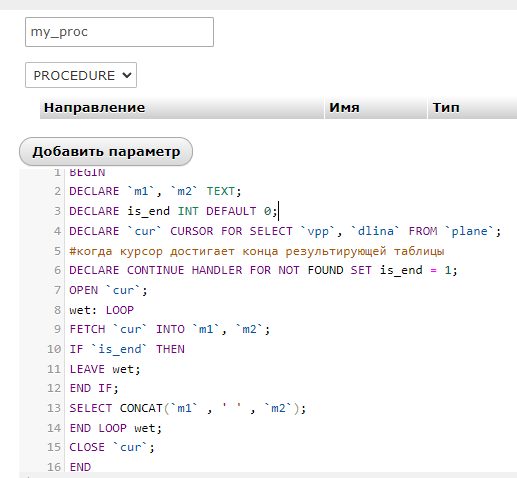 my_proc
PROCEDURE
Направление Имя Тип
Добавить параметр
1 BEGIN
2 DECLARE `m1`, `m2` TEXT;
3 DECLARE is_end INT DEFAULT 0;
4 DECLARE `cur` CURSOR FOR SELECT `vpp`, `dlina` FROM `plane`;
5 #когда курсор достигает конца результирующей таблицы
6 DECLARE CONTINUE HANDLER FOR NOT FOUND SET is_end = 1;
7 OPEN `cur`;
8 wet: LOOP
9 FETCH `cur` INTO `m1`, `m2`;
10 IF `is_end` THEN
11 LEAVE wet;
12 END IF;
13 SELECT CONCAT(`m1` , ' ' , `m2`);
14 END LOOP wet;
15 CLOSE `cur`;
16 END